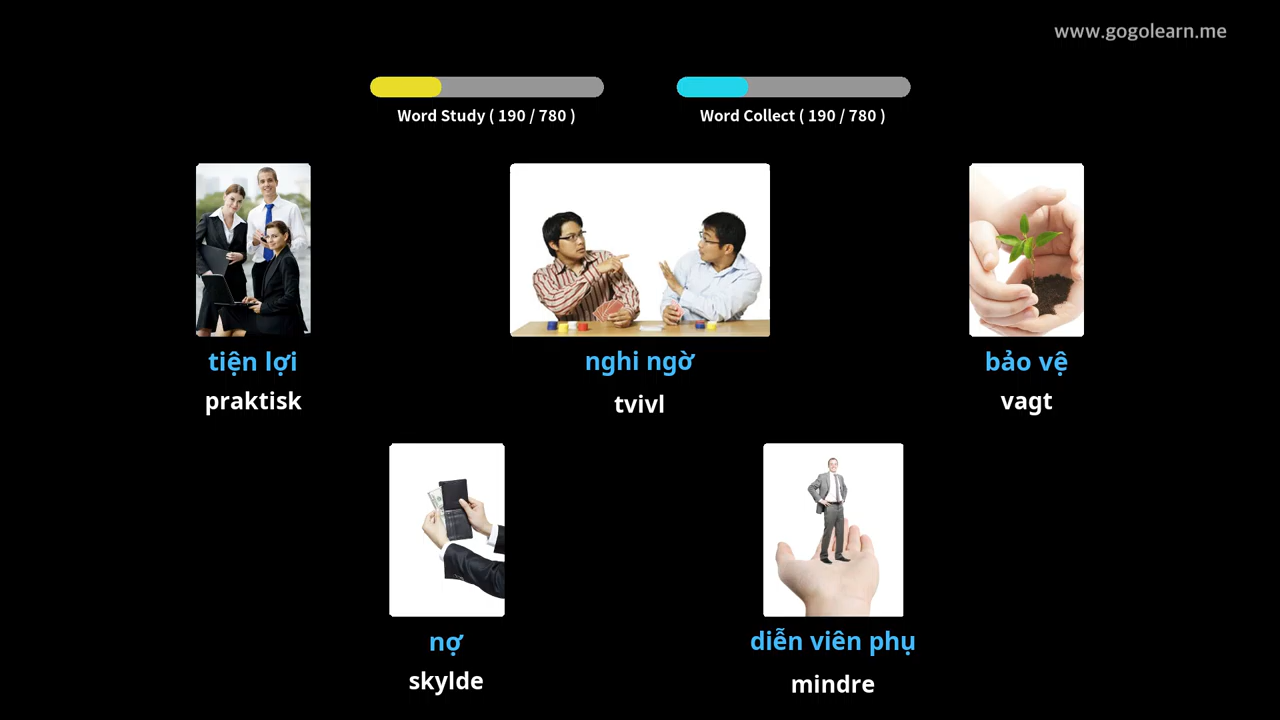 www.gogolearn.me
Word Study ( 190 / 780 )
Word Collect ( 190 / 780 )
tiện lợi
praktisk
nghi ngờ
tvivl
bảo vệ
vagt
nợ
skylde
diễn viên phụ
mindre